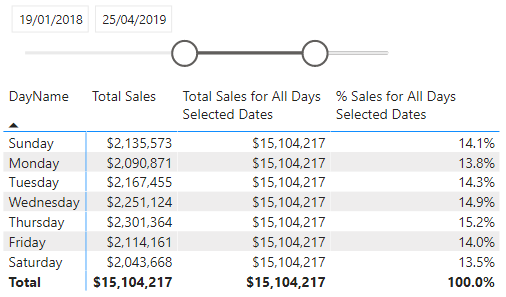 19/01/2018 25/04/2019
DayName Total Sales Total Sales for All Days % Sales for All Days
Selected Dates Selected Dates
Sunday $2,135,573 $15,104,217 14.1%
Monday $2,090,871 $15,104,217 13.8%
Tuesday $2,167,455 $15,104,217 14.3%
Wednesday $2,251,124 $15,104,217 14.9%
Thursday $2,301,364 $15,104,217 15.2%
Friday $2,114,161 $15,104,217 14.0%
Saturday $2,043,668 $15,104,217 13.5%
Total $15,104,217 $15,104,217 100.0%